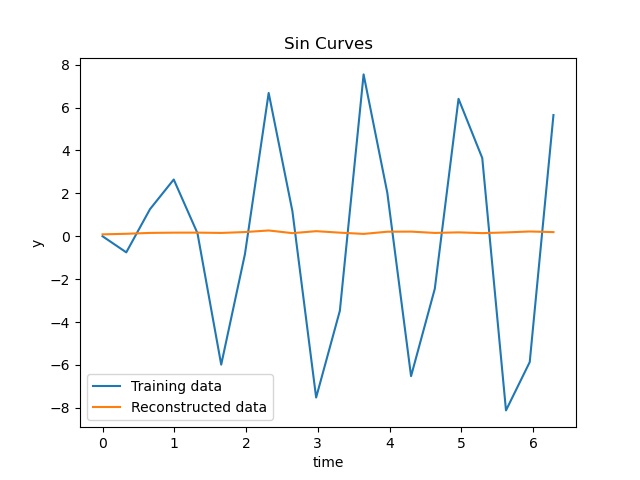 Sin Curves
8
6
4
2
0
−2
−4
−6
−8
y
Training data
Reconstructed data
0 1 2 3 4 5 6
time